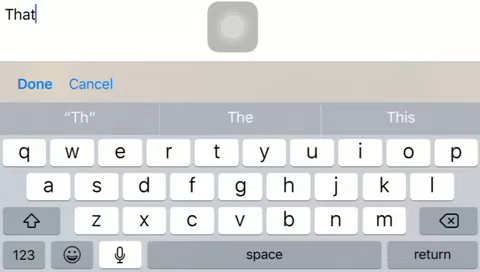 That
Done Cancel
“Th” The This
q w e r t y u i o p
a s d f g h j k l
z x c v b n m
123 space return